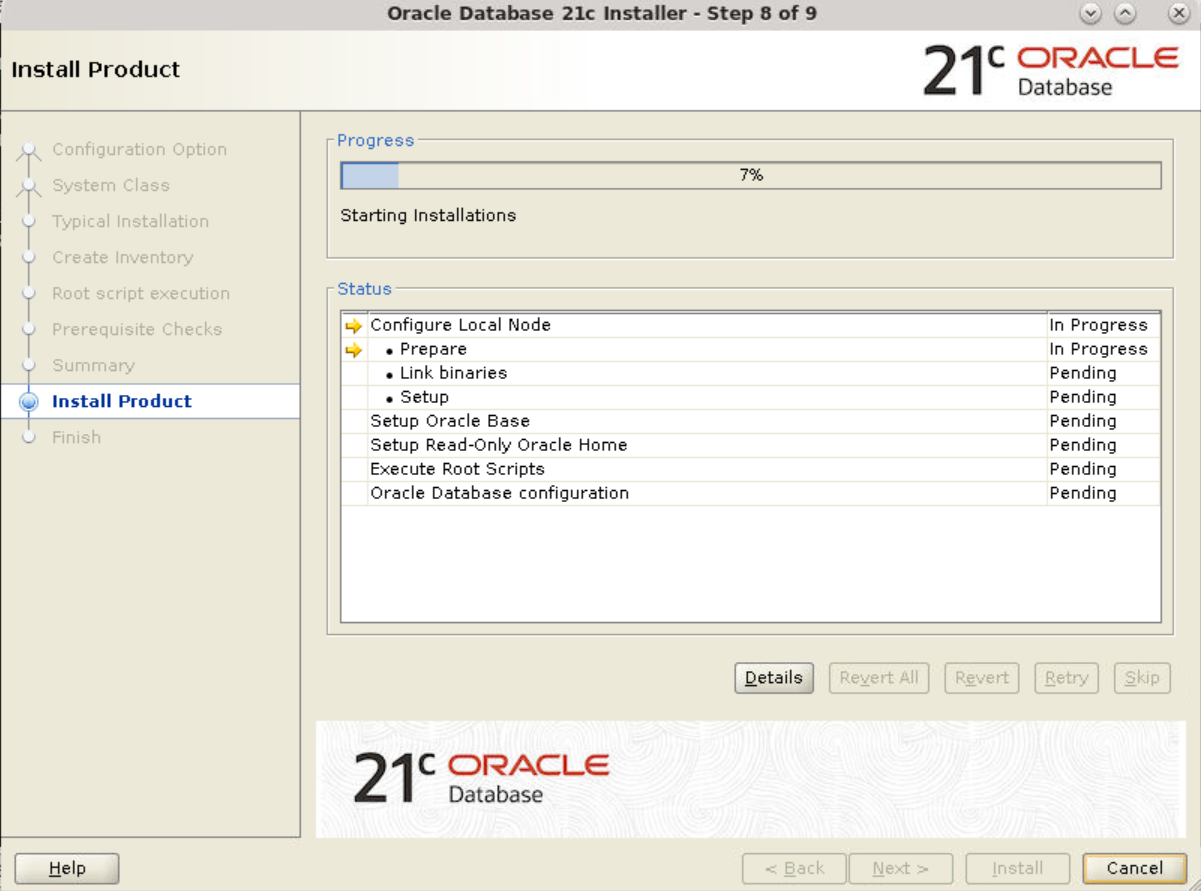 Oracle Database 21c Installer - Step 8 of 9
Install Product
21c ORACLE
Database
Configuration Option
System Class
Typical Installation
Create Inventory
Root script execution
Prerequisite Checks
Summary
Install Product
Finish
Progress
7%
Starting Installations
Status
Configure Local Node In Progress
• Prepare In Progress
• Link binaries Pending
• Setup Pending
Setup Oracle Base Pending
Setup Read-Only Oracle Home Pending
Execute Root Scripts Pending
Oracle Database configuration Pending
Details Revert All Revert Retry Skip
21c ORACLE
Database
Help < Back Next > Install Cancel